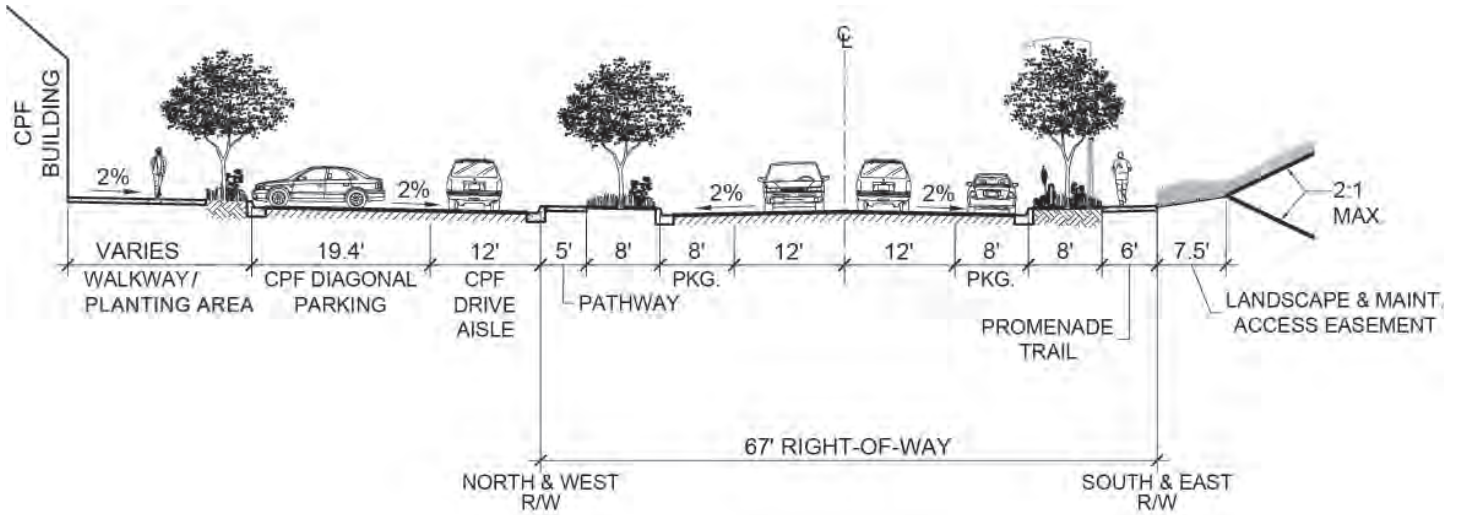 ℄
CPF
BUILDING
2%
2%
2%
2%
2:1
MAX.
VARIES
19.4'
12'
5'
8'
8'
12'
12'
8'
8'
6'
7.5'
WALKWAY /
PLANTING AREA
CPF DIAGONAL
PARKING
CPF
DRIVE
AISLE
PATHWAY
PKG.
PKG.
PROMENADE
TRAIL
LANDSCAPE & MAINT.
ACCESS EASEMENT
67' RIGHT-OF-WAY
NORTH & WEST
R/W
SOUTH & EAST
R/W